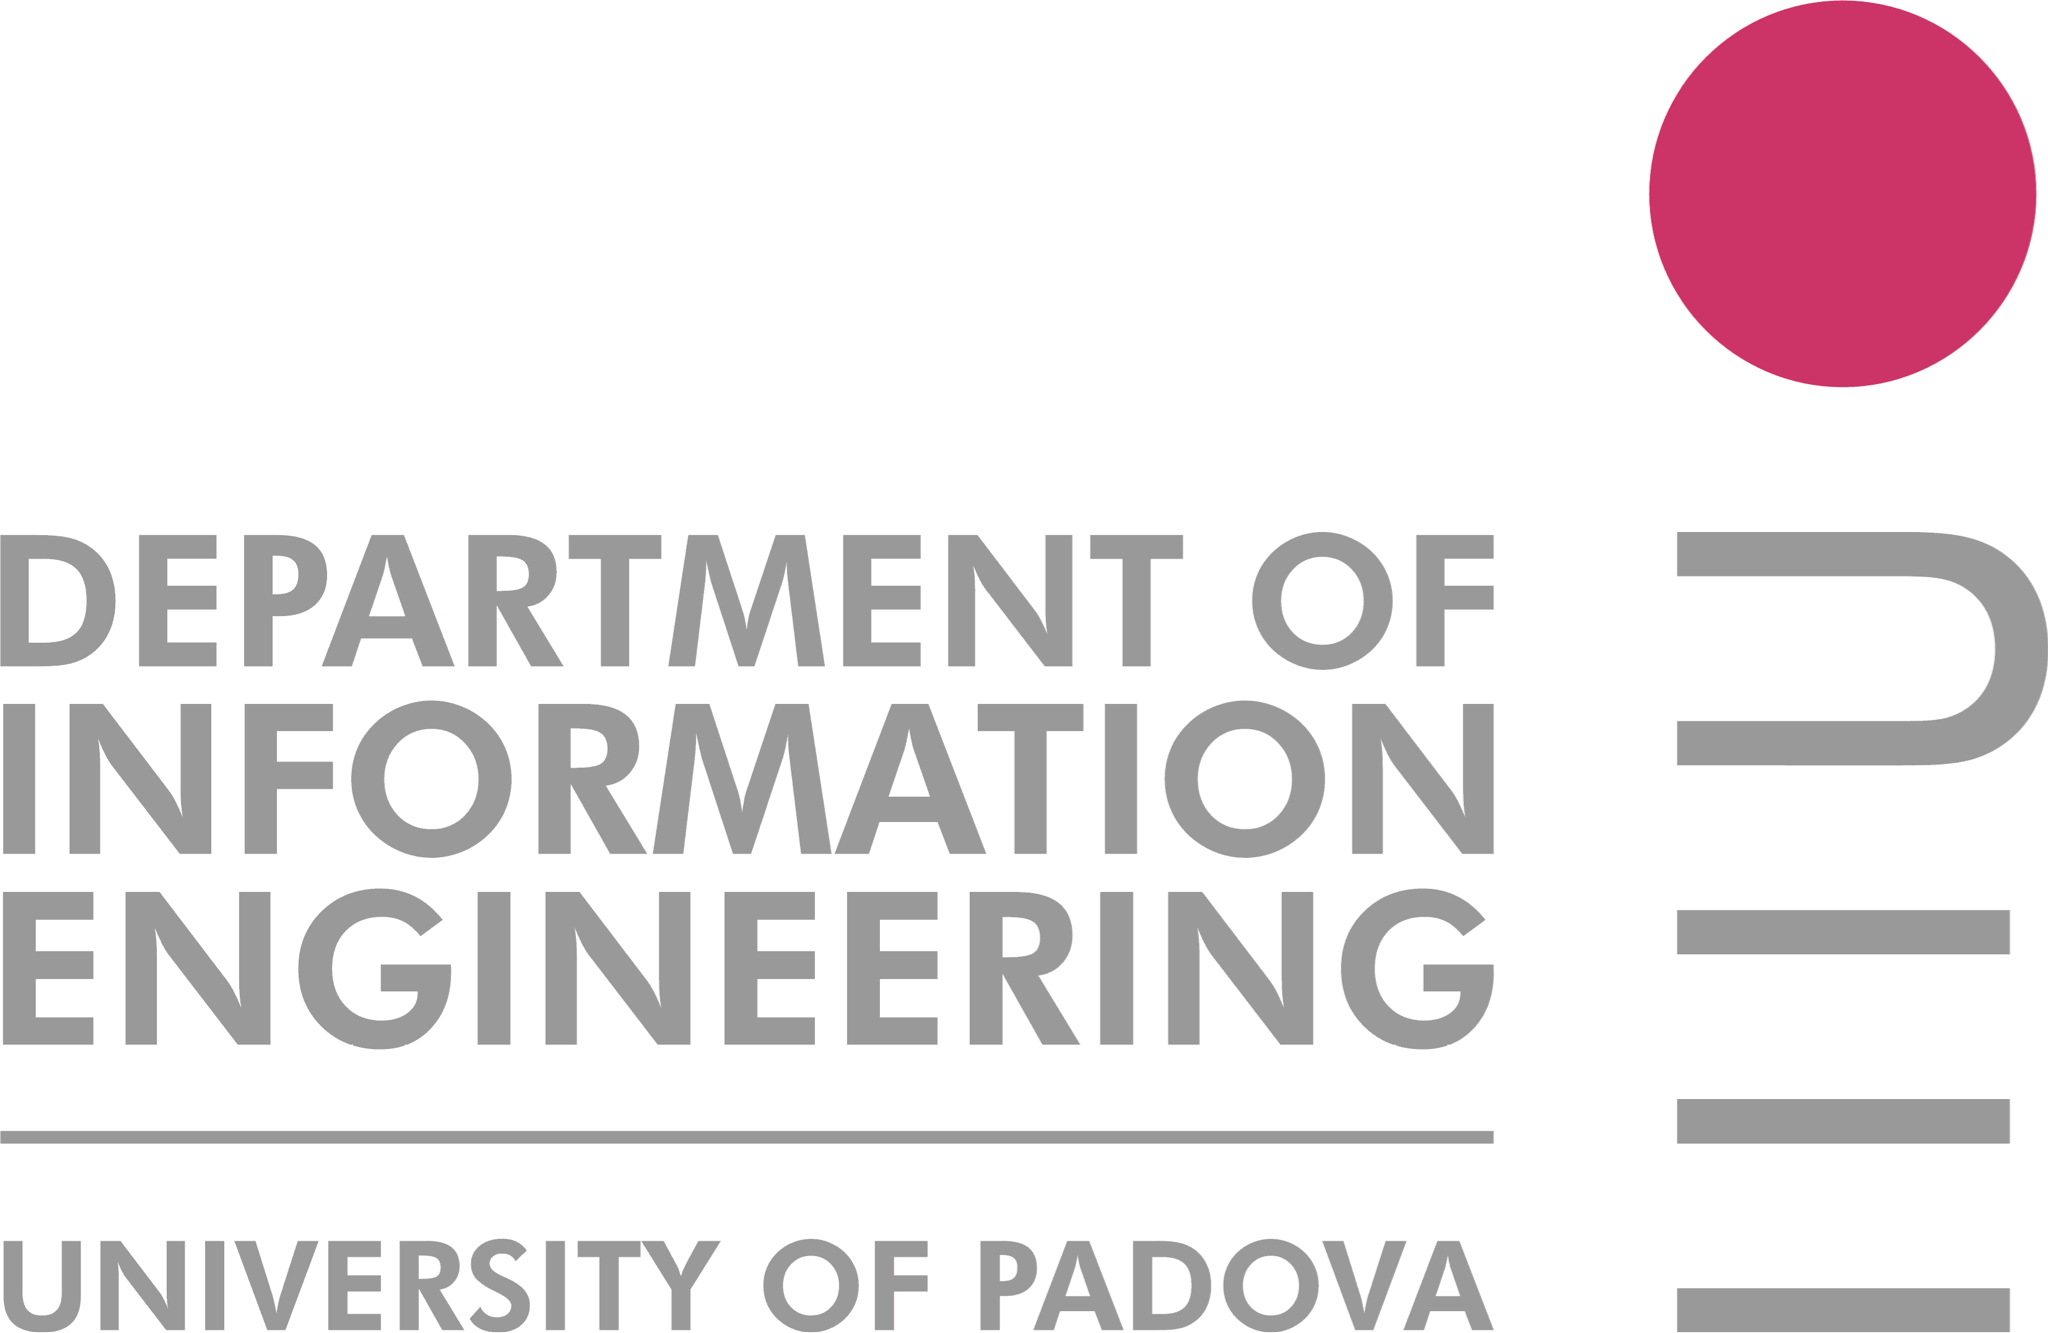 DEPARTMENT OF
INFORMATION
ENGINEERING
UNIVERSITY OF PADOVA